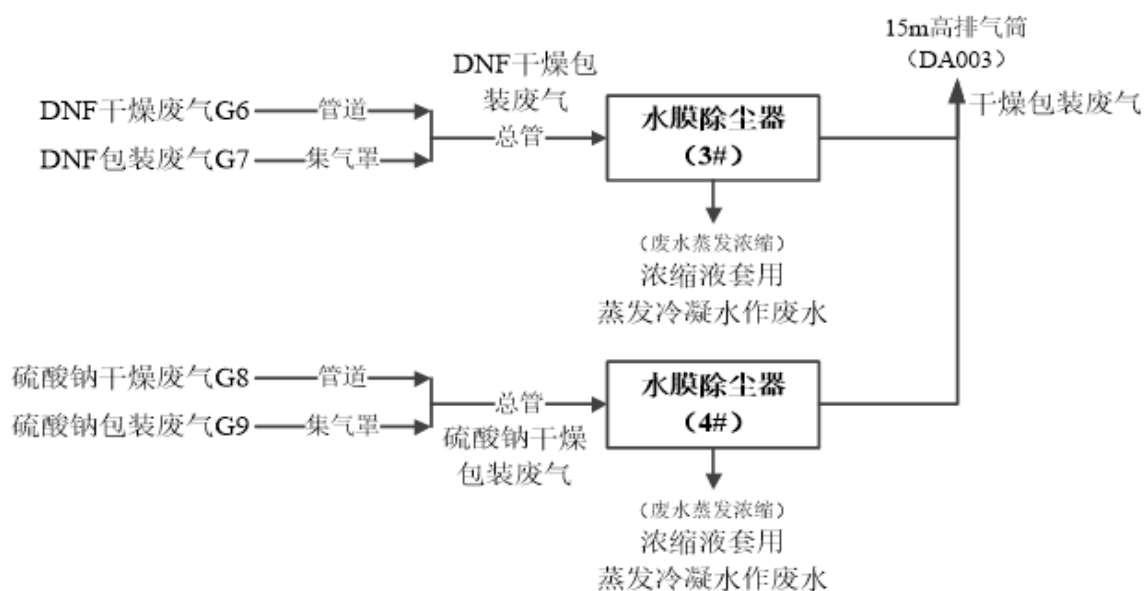 15m高排气筒
（DA003）
干燥包装废气
DNF干燥包
装废气
DNF干燥废气G6
管道
DNF包装废气G7
集气罩
总管
水膜除尘器
（3#）
（废水蒸发浓缩）
浓缩液套用
蒸发冷凝水作废水
硫酸钠干燥废气G8
管道
硫酸钠包装废气G9
集气罩
总管
硫酸钠干燥
包装废气
水膜除尘器
（4#）
（废水蒸发浓缩）
浓缩液套用
蒸发冷凝水作废水